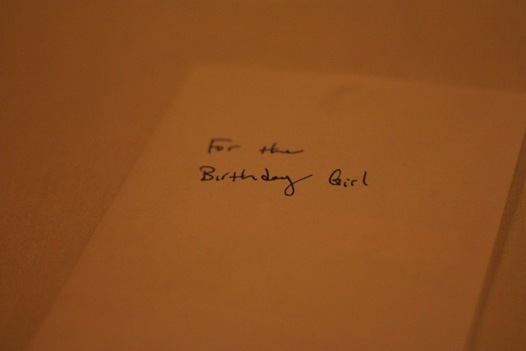 For the
Birthday Girl